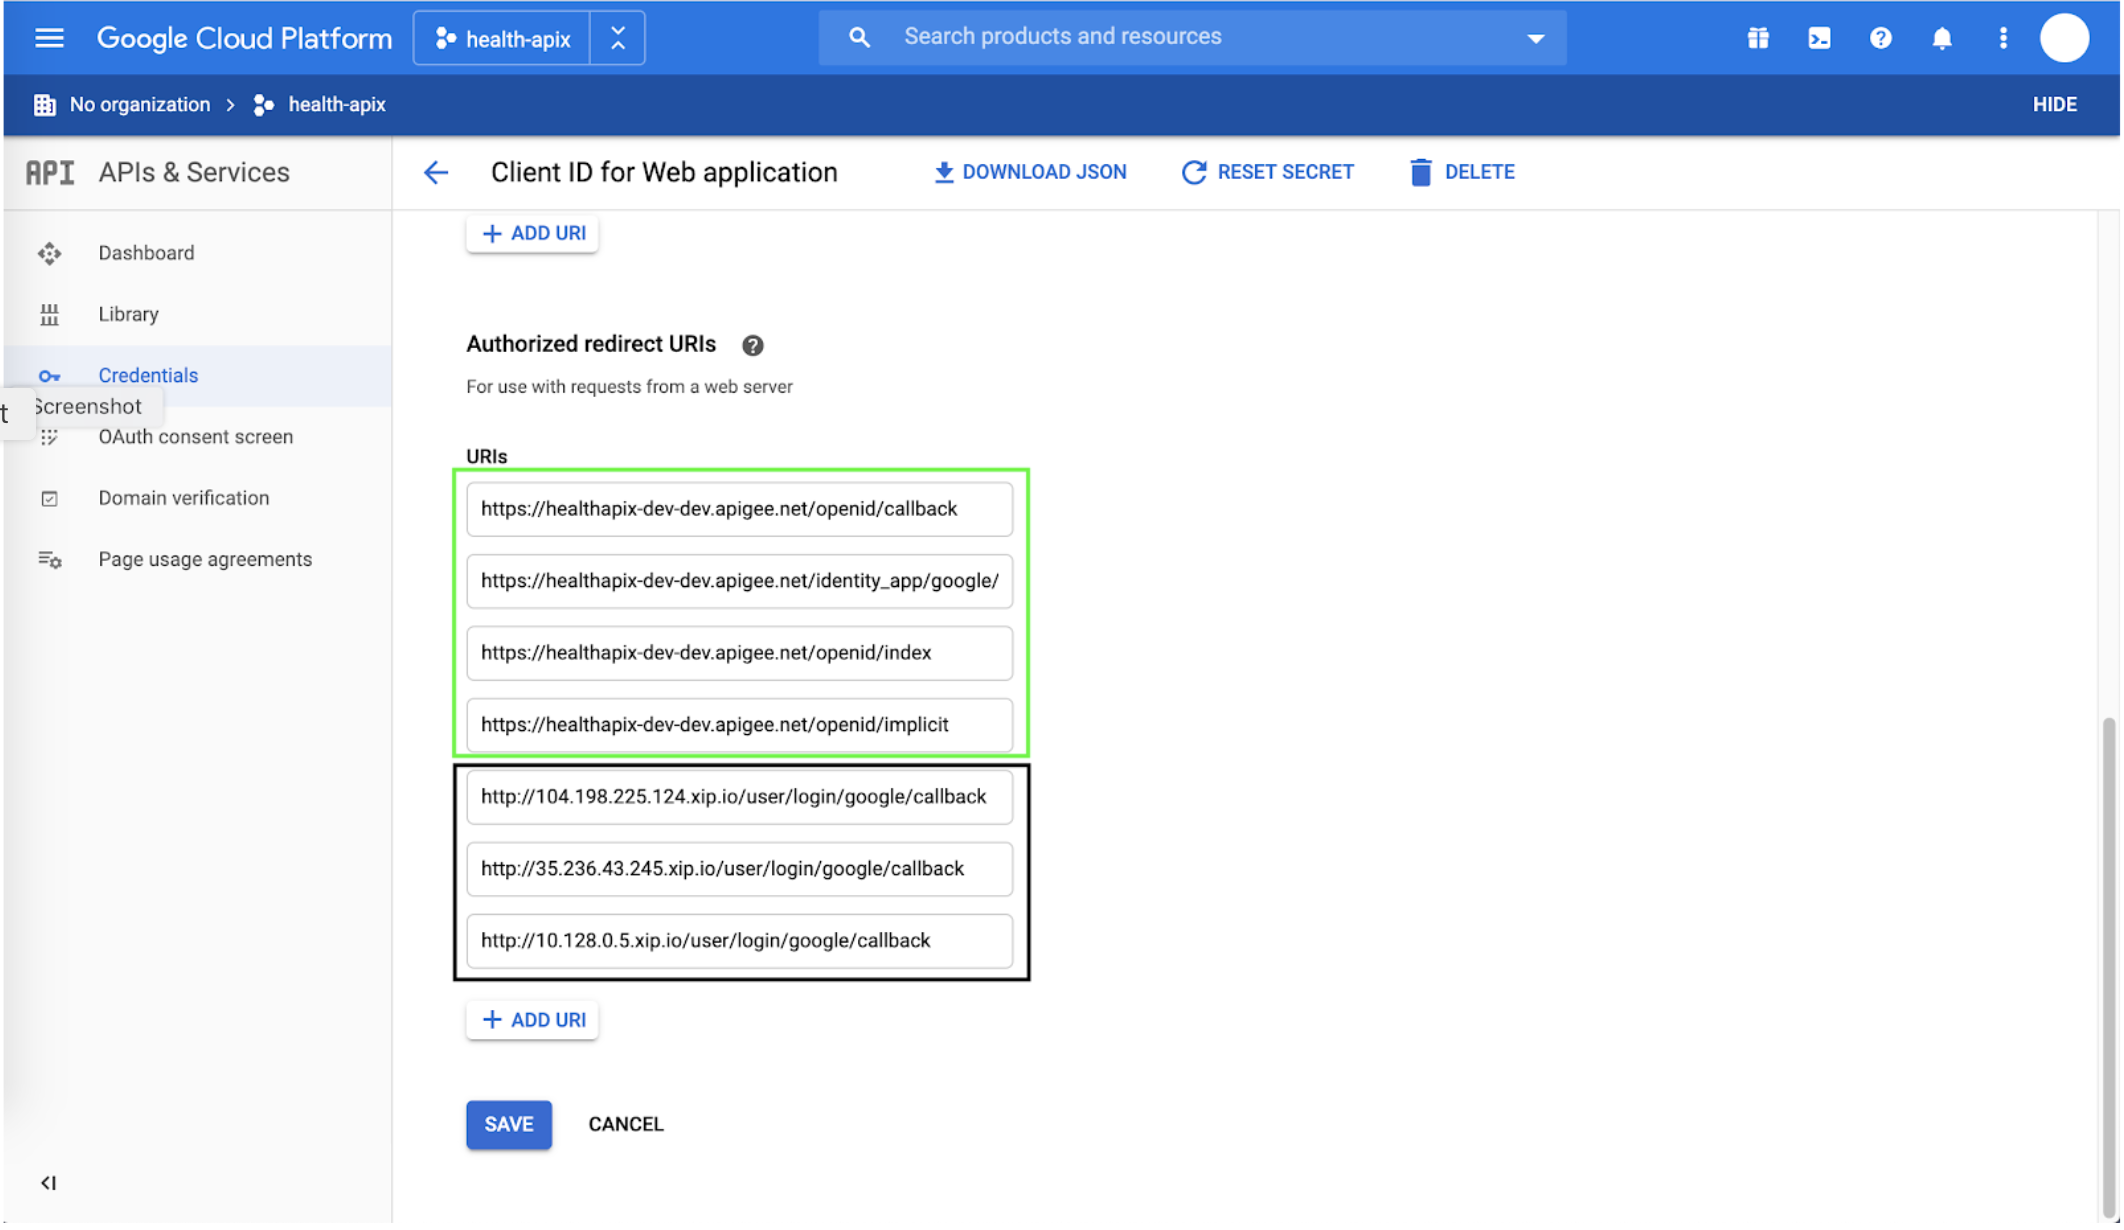 Google Cloud Platform
health-apix
Search products and resources
No organization
health-apix
HIDE
API APIs & Services
Client ID for Web application
DOWNLOAD JSON
RESET SECRET
DELETE
Dashboard
Library
Credentials
t
Screenshot
OAuth consent screen
Domain verification
Page usage agreements
+ ADD URI
Authorized redirect URIs
For use with requests from a web server
URIs
https://healthapix-dev-dev.apigee.net/openid/callback
https://healthapix-dev-dev.apigee.net/identity_app/google/
https://healthapix-dev-dev.apigee.net/openid/index
https://healthapix-dev-dev.apigee.net/openid/implicit
http://104.198.225.124.xip.io/user/login/google/callback
http://35.236.43.245.xip.io/user/login/google/callback
http://10.128.0.5.xip.io/user/login/google/callback
+ ADD URI
SAVE
CANCEL